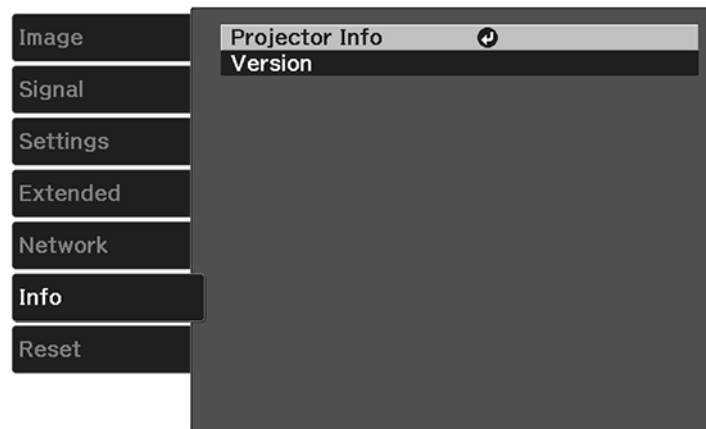 Image
Signal
Settings
Extended
Network
Info
Reset
Projector Info
Version